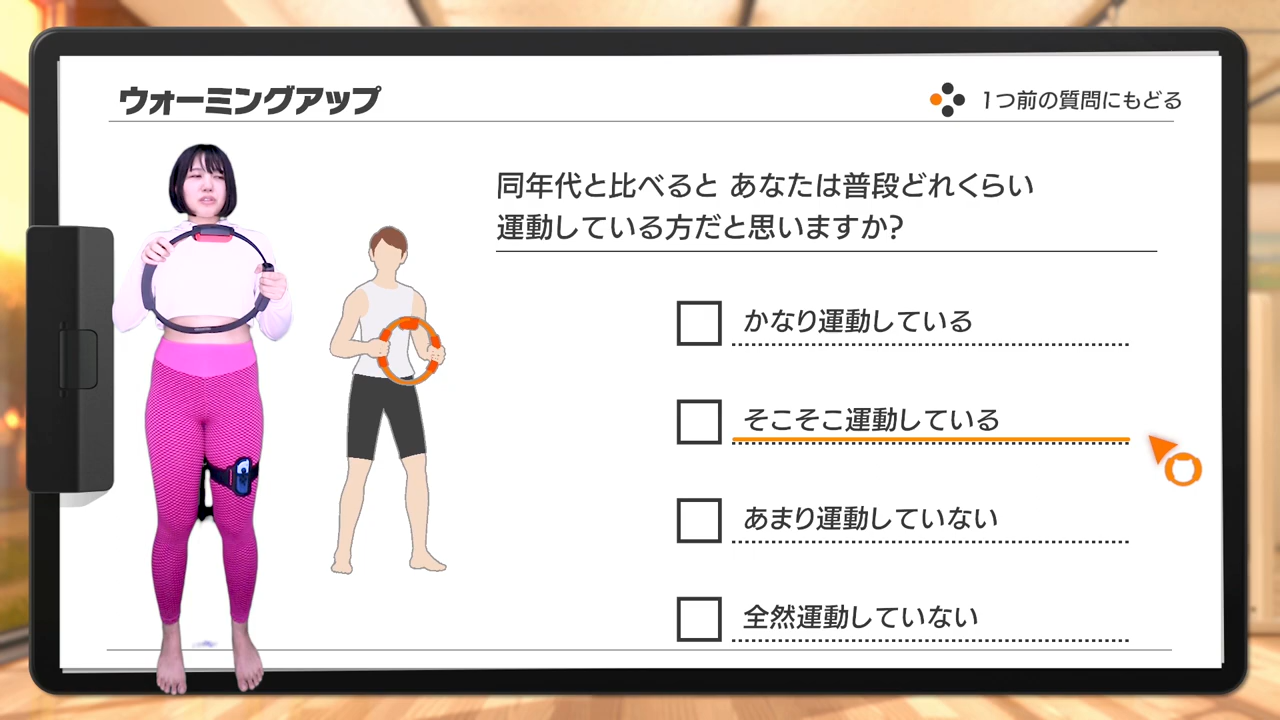 ウォーミングアップ
1つ前の質問にもどる
同年代と比べると あなたは普段どれくらい
運動している方だと思いますか?
かなり運動している
そこそこ運動している
あまり運動していない
全然運動していない